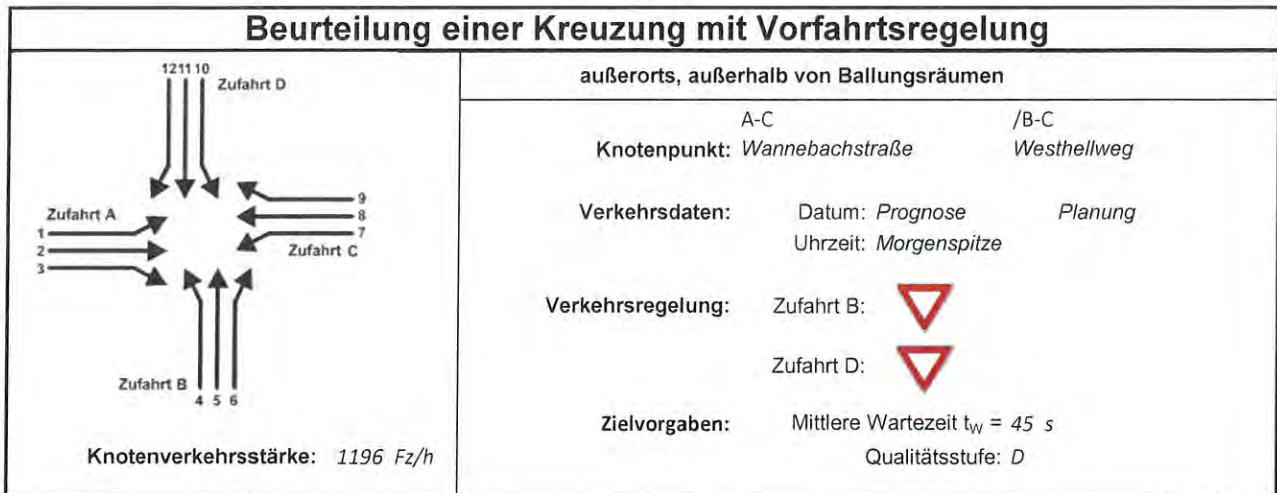 Beurteilung einer Kreuzung mit Vorfahrtsregelung
121110
Zufahrt D
9
8
7
Zufahrt C
Zufahrt A
1
2
3
Zufahrt B
4 5 6
Knotenverkehrsstärke: 1196 Fz/h
außerorts, außerhalb von Ballungsräumen
A-C /B-C
Knotenpunkt: Wannebachstraße Westhellweg
Verkehrsdaten: Datum: Prognose Planung
Uhrzeit: Morgenspitze
Verkehrsregelung: Zufahrt B:
Zufahrt D:
Zielvorgaben: Mittlere Wartezeit tW = 45 s
Qualitätsstufe: D